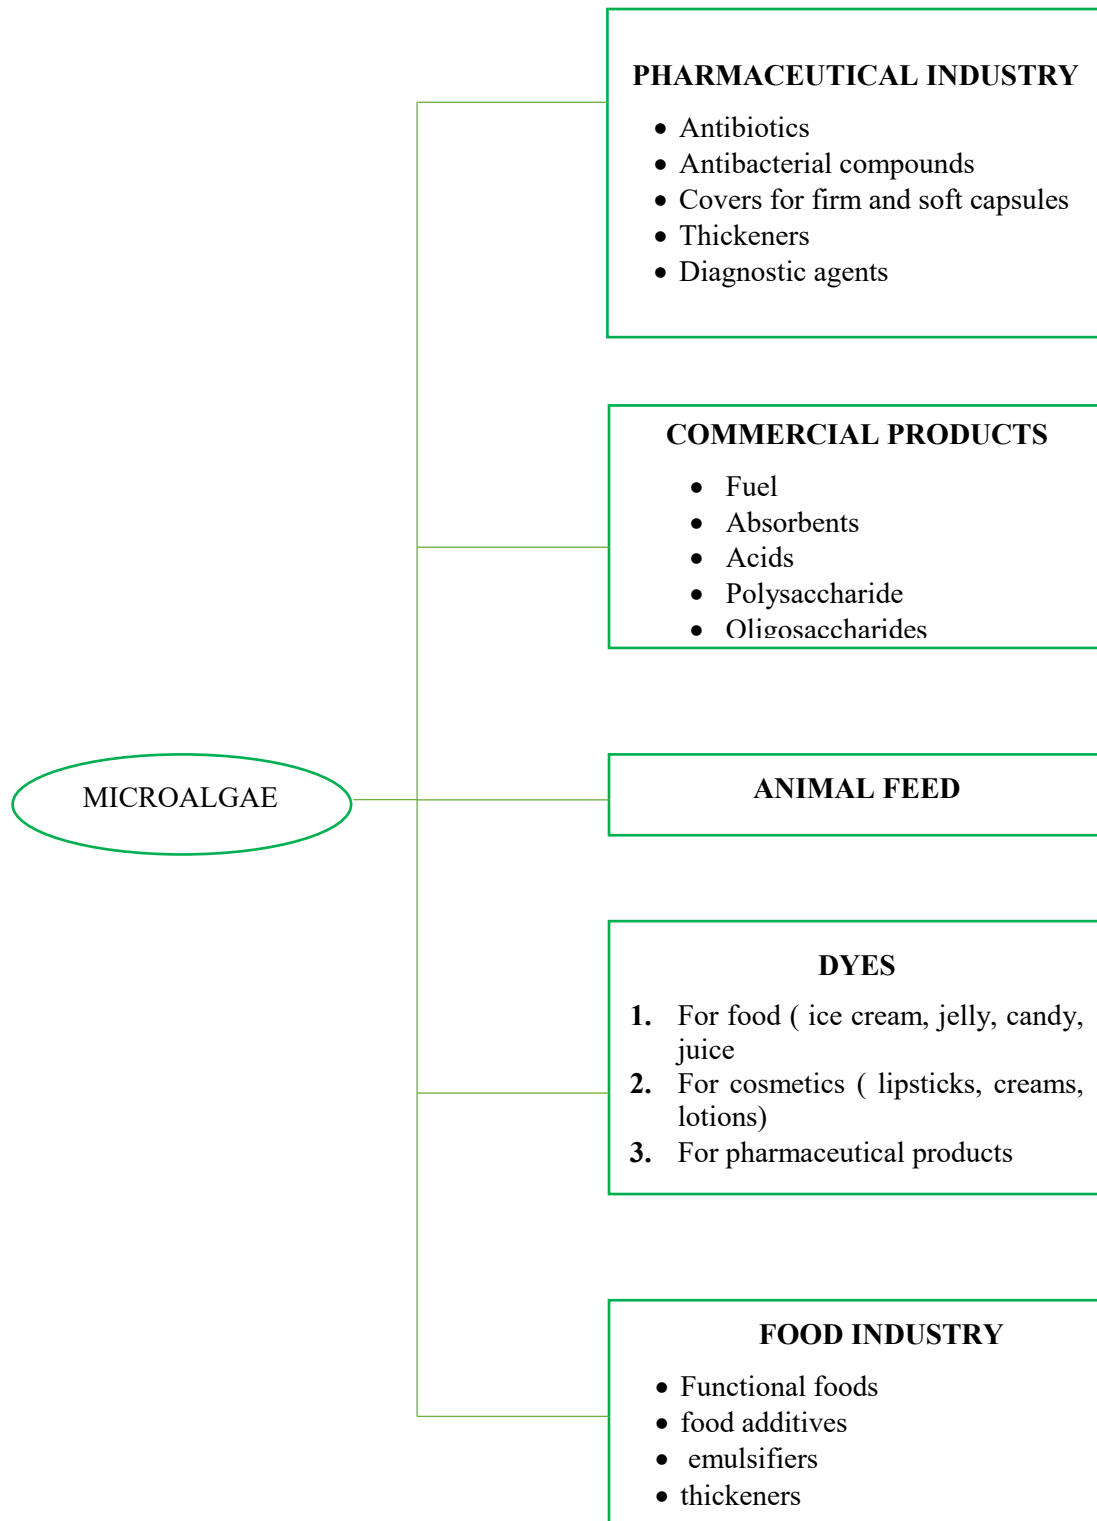 PHARMACEUTICAL INDUSTRY
• Antibiotics
• Antibacterial compounds
• Covers for firm and soft capsules
• Thickeners
• Diagnostic agents
COMMERCIAL PRODUCTS
• Fuel
• Absorbents
• Acids
• Polysaccharide
• Oligosaccharides
MICROALGAE
ANIMAL FEED
DYES
1. For food ( ice cream, jelly, candy,
juice
2. For cosmetics ( lipsticks, creams,
lotions)
3. For pharmaceutical products
FOOD INDUSTRY
• Functional foods
• food additives
• emulsifiers
• thickeners